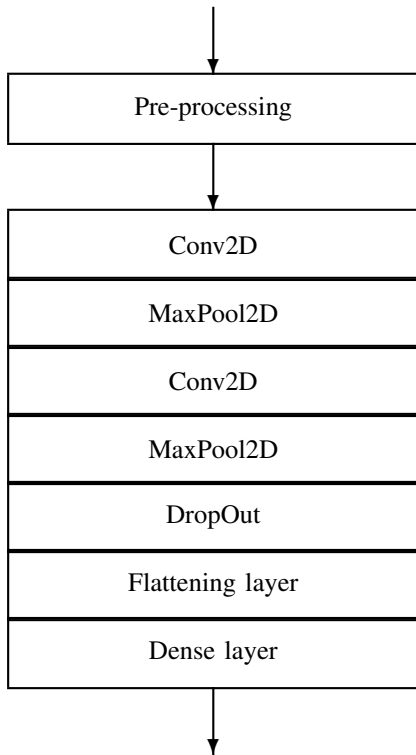 Pre-processing
Conv2D
MaxPool2D
Conv2D
MaxPool2D
DropOut
Flattening layer
Dense layer